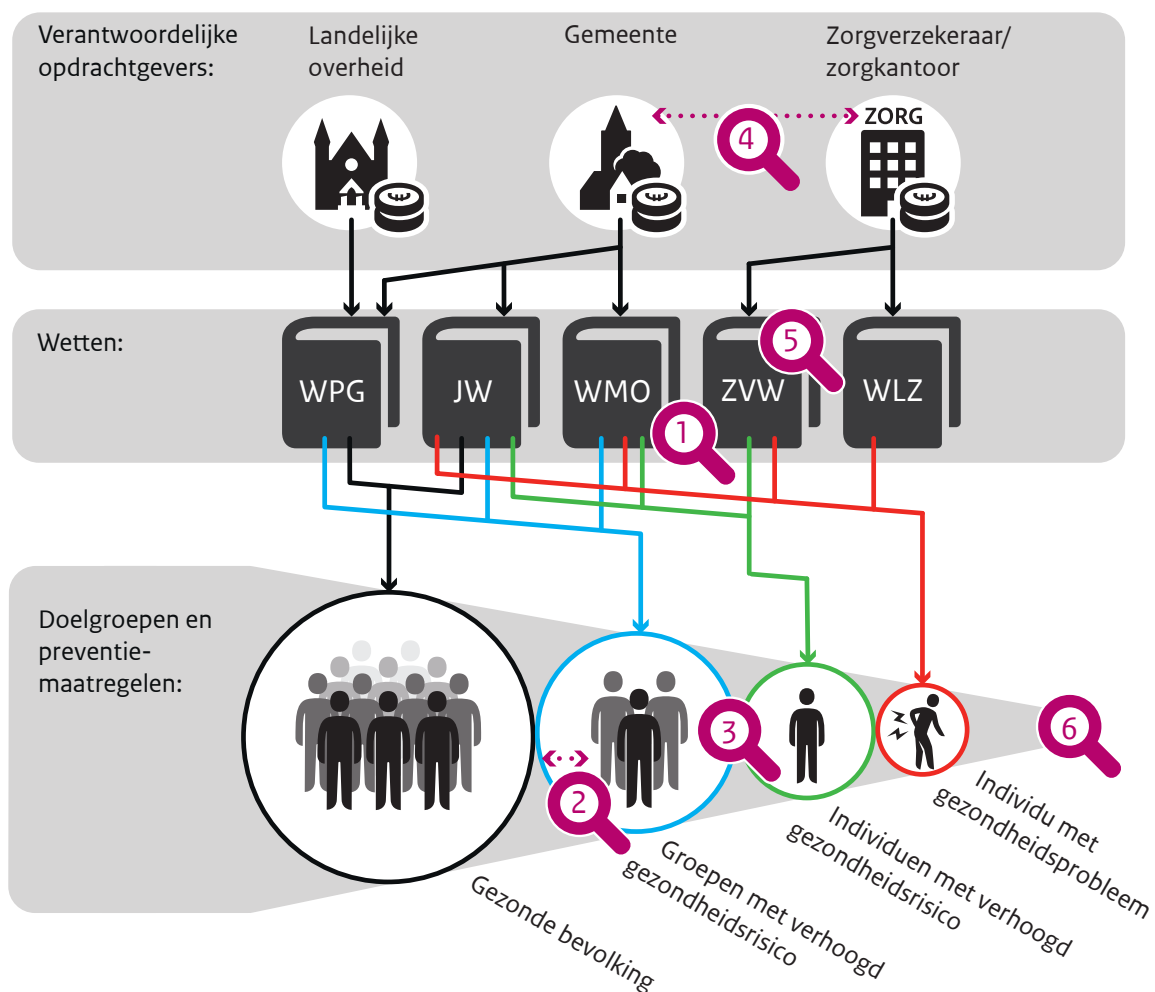 Verantwoordelijke
opdrachtgevers:
Landelijke
overheid
Gemeente
Zorgverzekeraar/
zorgkantoor
ZORG
4
Wetten:
WPG
JW
WMO
ZVW
WLZ
5
1
Doelgroepen en
preventie-
maatregelen:
3
6
2
Gezonde bevolking
Groepen met verhoogd
gezondheidsrisico
Individuen met verhoogd
gezondheidsrisico
Individu met
gezondheidsprobleem